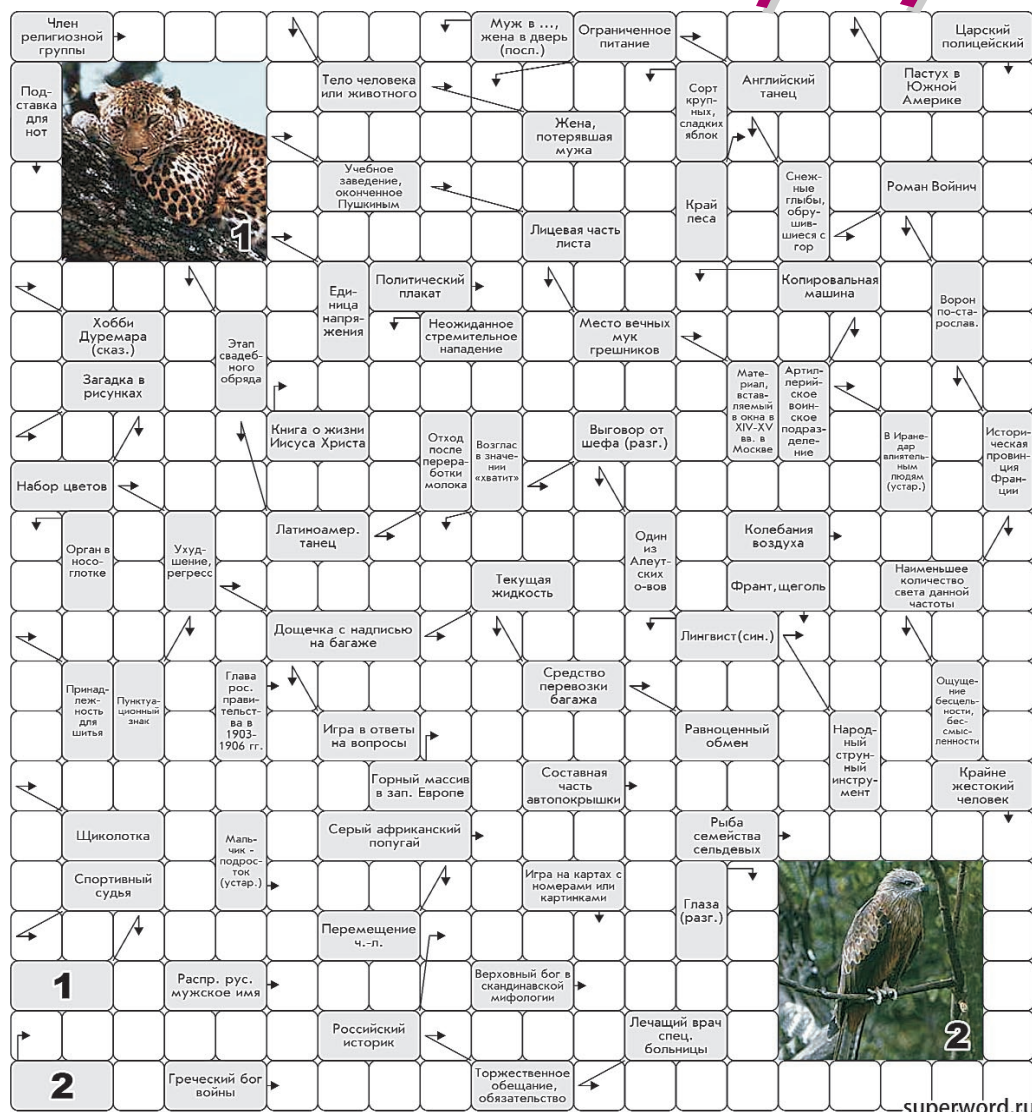 Член
религиозной
группы
Муж в ...,
жена в дверь
(посл.)
Ограниченное
питание
Царский
полицейский
Под-
ставка
для
нот
Тело человека
или животного
Сорт
круп-
ных,
сладких
яблок
Английский
танец
Пастух в
Южной
Америке
Жена,
потерявшая
мужа
Учебное
заведение,
оконченное
Пушкиным
Край
леса
Снеж-
ные
глыбы,
обру-
шив-
шиеся с
гор
Роман Войнич
1
Лицевая часть
листа
Еди-
ница
напря-
жения
Политический
плакат
Копировальная
машина
Ворон
по-ста-
рослав.
Хобби
Дуремара
(сказ.)
Этап
свадеб-
ного
обряда
Неожиданное
стремительное
нападение
Место вечных
мук
грешников
Загадка в
рисунках
Мате-
риал,
встав-
ляемый
в окна в
XIV-XV
вв. в
Москве
Артил-
лерий-
ское
воин-
ское
подраз-
деле-
ние
Книга о жизни
Иисуса Христа
Отход
после
перера-
ботки
молока
Возглас
в значе-
нии
«хватит»
Выговор от
шефа (разг.)
В Иране-
дар
влиятель-
ным
людям
(устар.)
Истори-
ческая
провин-
ция
Фран-
ции
Набор цветов
Орган в
носо-
глотке
Ухуд-
шение,
регресс
Латиноамер.
танец
Один
из
Алеут-
ских
о-вов
Колебания
воздуха
Текущая
жидкость
Франт, щеголь
Наименьшее
количество
света данной
частоты
Дощечка с надписью
на багаже
Лингвист(син.)
Принад-
леж-
ность
для
шитья
Пунктуа-
ционный
знак
Глава
рос.
прави-
тельст-
ва в
1903-
1906 гг.
Средство
перевозки
багажа
Ощуще-
ние
бесцель-
ности,
бес-
смыс-
ленности
Игра в ответы
на вопросы
Равноценный
обмен
Народ-
ный
струн-
ный
инстру-
мент
Горный массив
в зап. Европе
Составная
часть
автопокрышки
Крайне
жестокий
человек
Щиколотка
Маль-
чик -
подрос-
ток
(устар.)
Серый африканский
попугай
Рыба
семейства
сельдевых
Спортивный
судья
Игра на картах с
номерами или
картинками
Глаза
(разг.)
Перемещение
ч.-л.
1
Распр. рус.
мужское имя
Верховный бог в
скандинавской
мифологии
Российский
историк
Лечащий врач
спец.
больницы
2
2
Греческий бог
войны
Торжественное
обещание,
обязательство
superword.ru